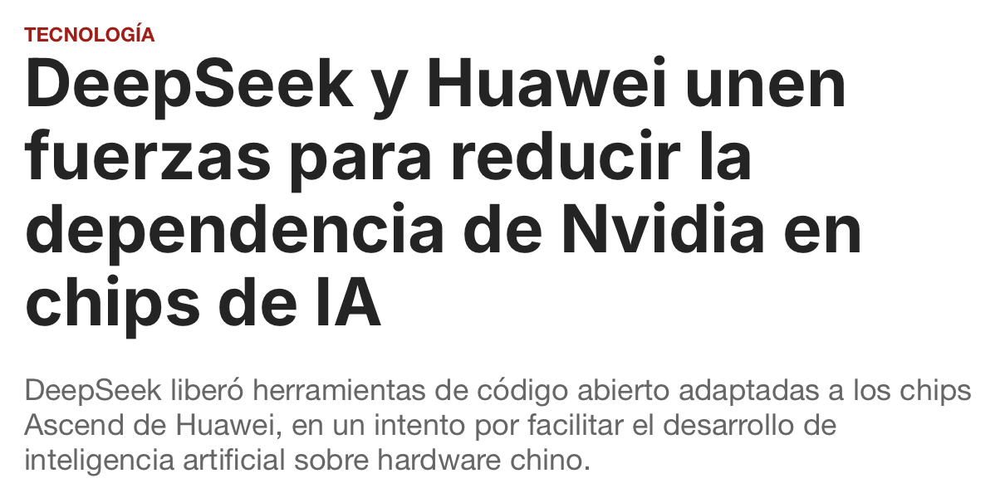 TECNOLOGÍA
DeepSeek y Huawei unen
fuerzas para reducir la
dependencia de Nvidia en
chips de IA
DeepSeek liberó herramientas de código abierto adaptadas a los chips
Ascend de Huawei, en un intento por facilitar el desarrollo de
inteligencia artificial sobre hardware chino.